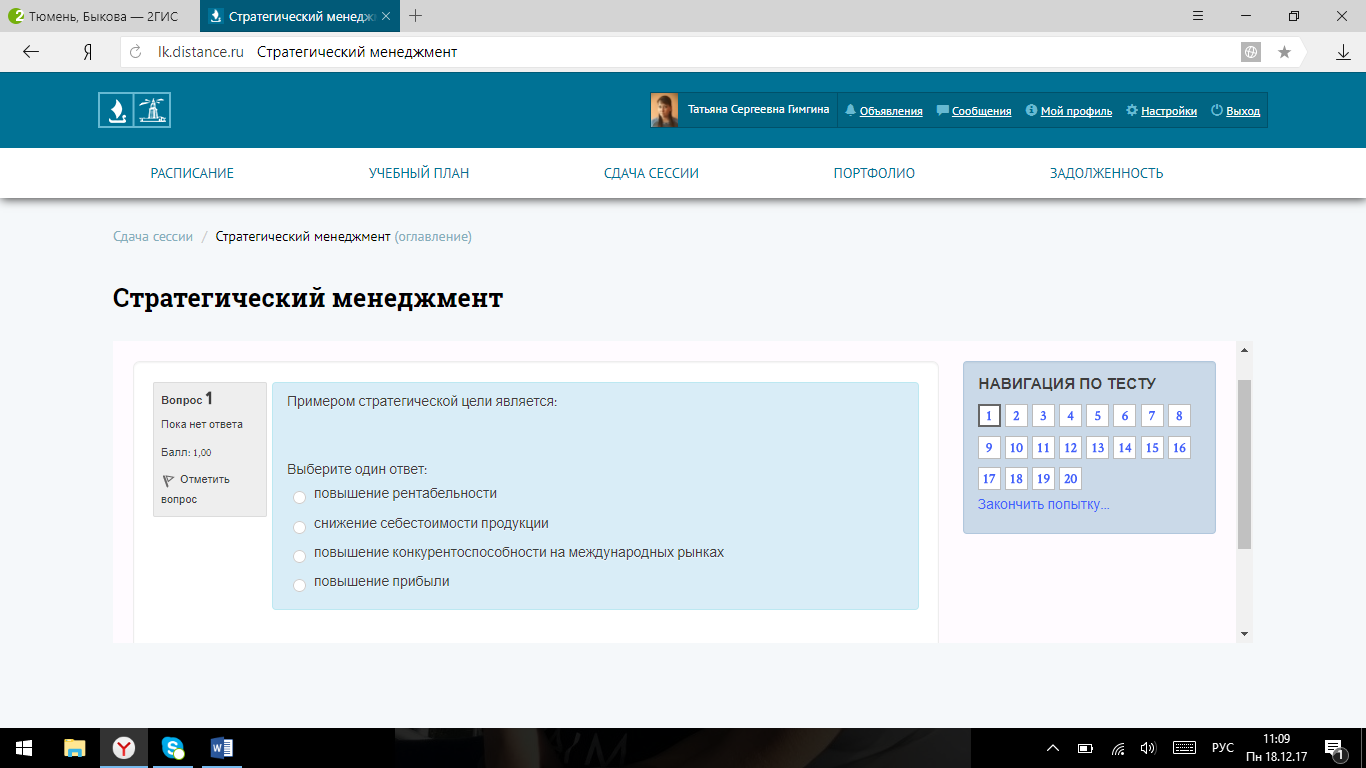 Тюмень, Быкова — 2ГИС
Стратегический менедж
lk.distance.ru Стратегический менеджмент
Татьяна Сергеевна Гимгина Объявления Сообщения Мой профиль Настройки Выход
РАСПИСАНИЕ УЧЕБНЫЙ ПЛАН СДАЧА СЕССИИ ПОРТФОЛИО ЗАДОЛЖЕННОСТЬ
Сдача сессии / Стратегический менеджмент (оглавление)
Стратегический менеджмент
Вопрос 1
Пока нет ответа
Балл: 1,00
Отметить
вопрос
Примером стратегической цели является:
Выберите один ответ:
повышение рентабельности
снижение себестоимости продукции
повышение конкурентоспособности на международных рынках
повышение прибыли
НАВИГАЦИЯ ПО ТЕСТУ
1 2 3 4 5 6 7 8
9 10 11 12 13 14 15 16
17 18 19 20
Закончить попытку...
РУС
11:09
Пн 18.12.17
1